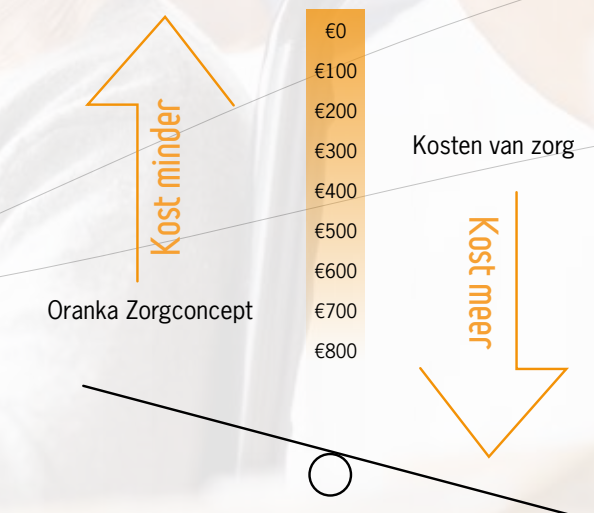 €0
€100
€200
€300
€400
€500
€600
€700
€800
Kost minder
Oranka Zorgconcept
Kosten van zorg
Kost meer